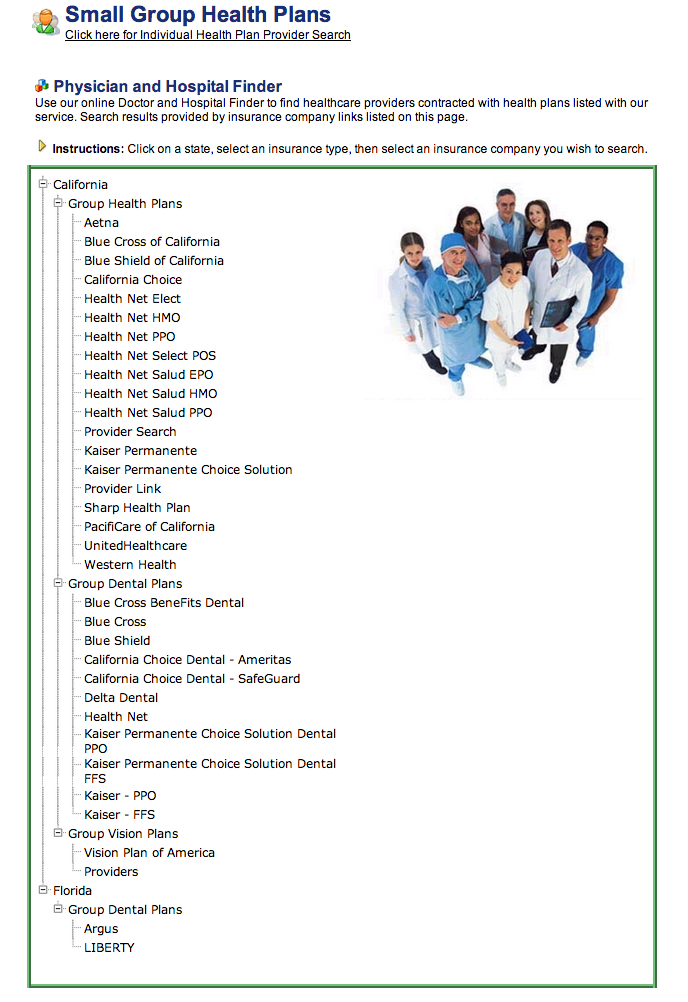 Small Group Health Plans
Click here for Individual Health Plan Provider Search
Physician and Hospital Finder
Use our online Doctor and Hospital Finder to find healthcare providers contracted with health plans listed with our
service. Search results provided by insurance company links listed on this page.
Instructions: Click on a state, select an insurance type, then select an insurance company you wish to search.
California
Group Health Plans
Aetna
Blue Cross of California
Blue Shield of California
California Choice
Health Net Elect
Health Net HMO
Health Net PPO
Health Net Select POS
Health Net Salud EPO
Health Net Salud HMO
Health Net Salud PPO
Provider Search
Kaiser Permanente
Kaiser Permanente Choice Solution
Provider Link
Sharp Health Plan
PacifiCare of California
UnitedHealthcare
Western Health
Group Dental Plans
Blue Cross BeneFits Dental
Blue Cross
Blue Shield
California Choice Dental - Ameritas
California Choice Dental - SafeGuard
Delta Dental
Health Net
Kaiser Permanente Choice Solution Dental
PPO
Kaiser Permanente Choice Solution Dental
FFS
Kaiser - PPO
Kaiser - FFS
Group Vision Plans
Vision Plan of America
Providers
Florida
Group Dental Plans
Argus
LIBERTY